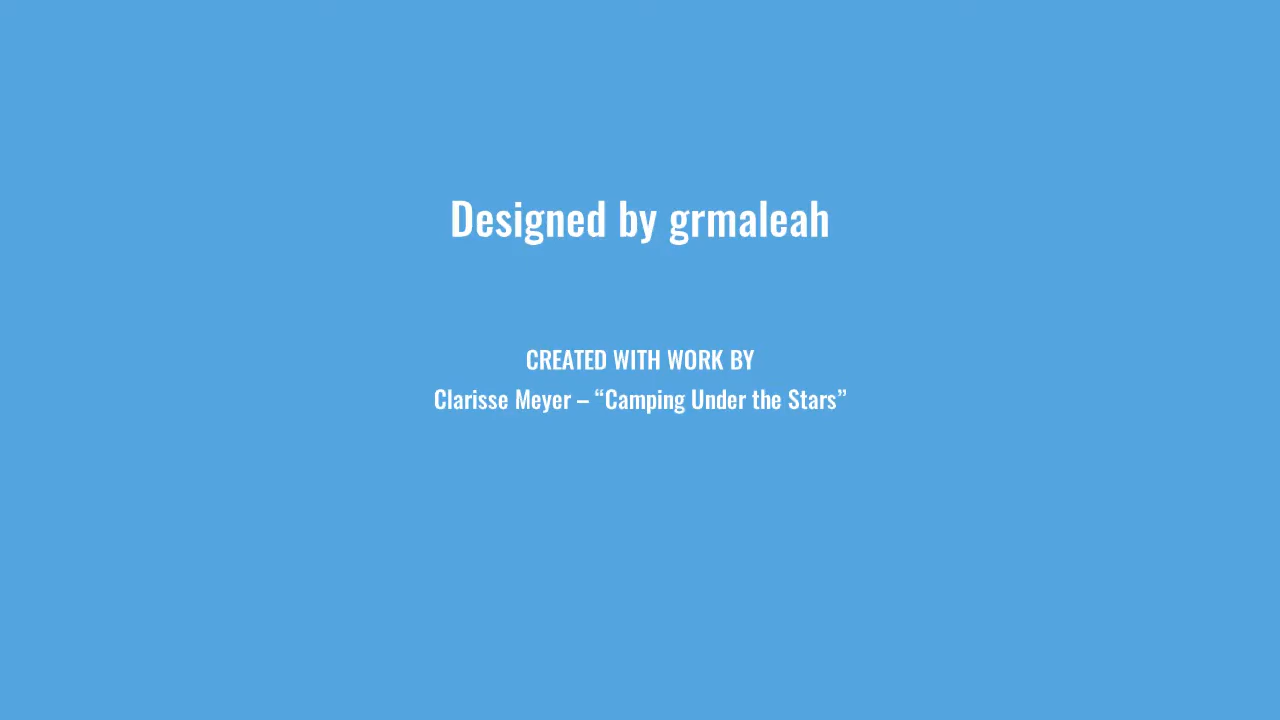 Designed by grmaleah
CREATED WITH WORK BY
Clarisse Meyer – “Camping Under the Stars”